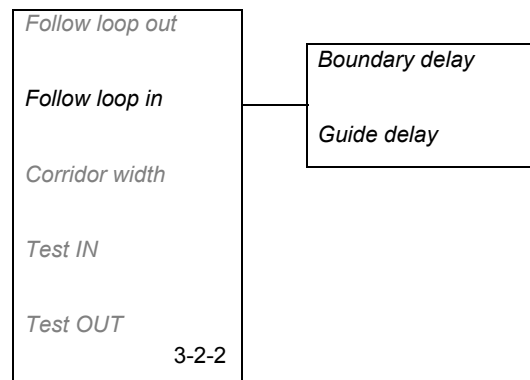 Follow loop out
Follow loop in
Corridor width
Test IN
Test OUT
3-2-2
Boundary delay
Guide delay